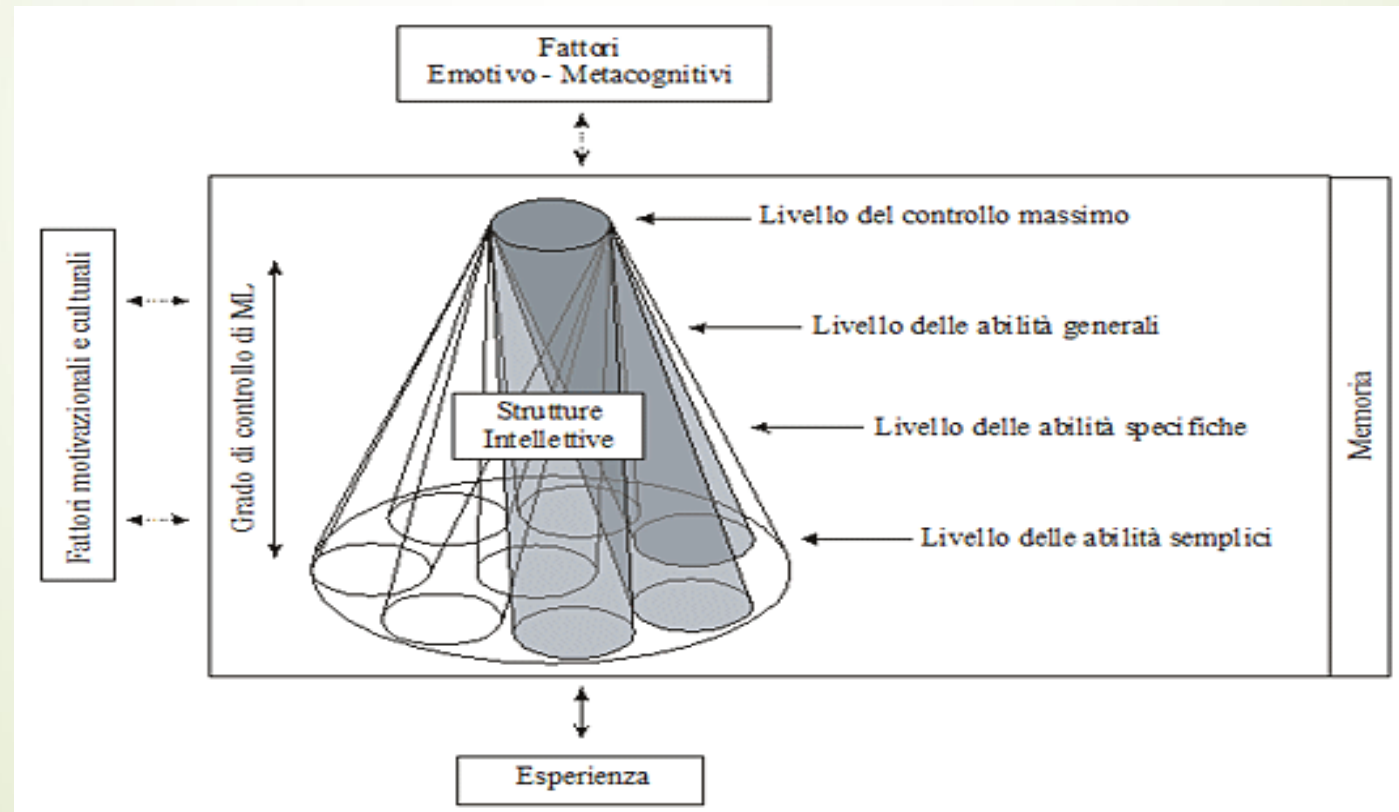 Fattori
Emotivo - Metacognitivi
Fattori motivazionali e culturali
Grado di controllo di ML
Livello del controllo massimo
Livello delle abilità generali
Strutture
Intellettive
Livello delle abilità specifiche
Livello delle abilità semplici
Memoria
Esperienza